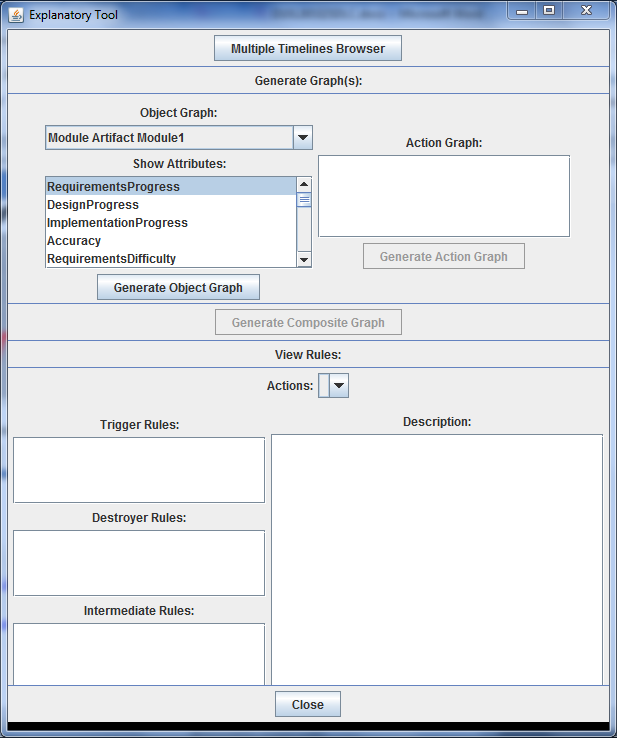 Explanatory Tool
Multiple Timelines Browser
Generate Graph(s):
Object Graph:
Module Artifact Module1
Show Attributes:
RequirementsProgress
DesignProgress
ImplementationProgress
Accuracy
RequirementsDifficulty
Generate Object Graph
Action Graph:
Generate Action Graph
Generate Composite Graph
View Rules:
Actions:
Trigger Rules:
Destroyer Rules:
Intermediate Rules:
Description:
Close